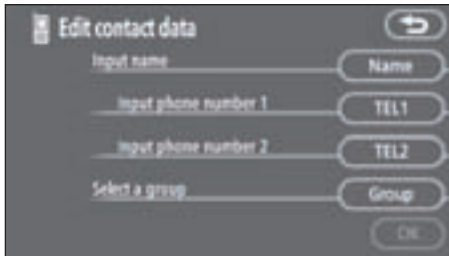 Edit contact data
Input name Name
Input phone number 1 TEL1
Input phone number 2 TEL2
Select a group Group
OK